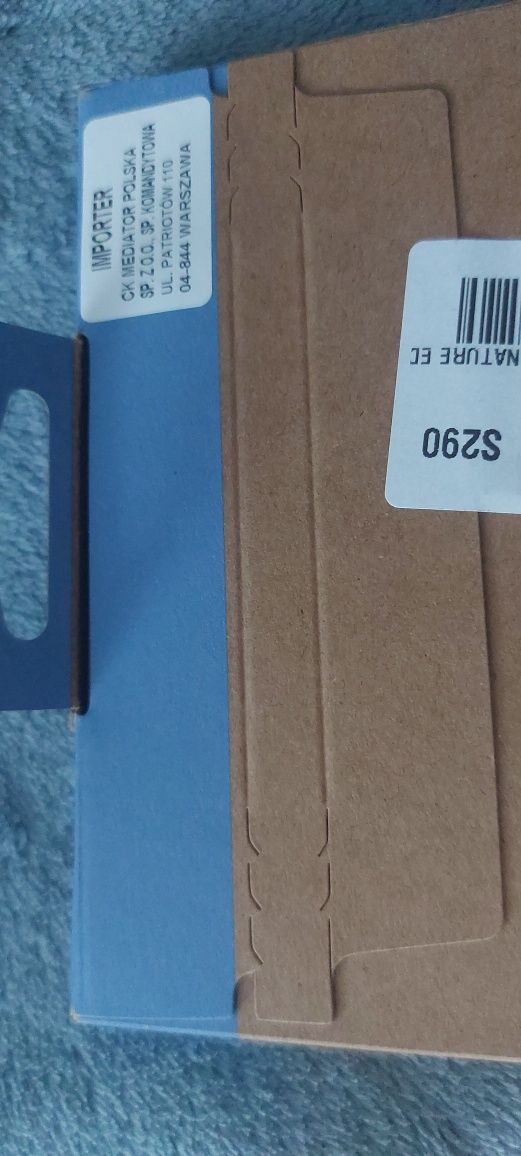 IMPORTER
CK MEDIATOR POLSKA
SP. Z O.O., SP. KOMANDYTOWA
UL. PATRIOTÓW 110
04-844 WARSZAWA
NATURE EC
S290